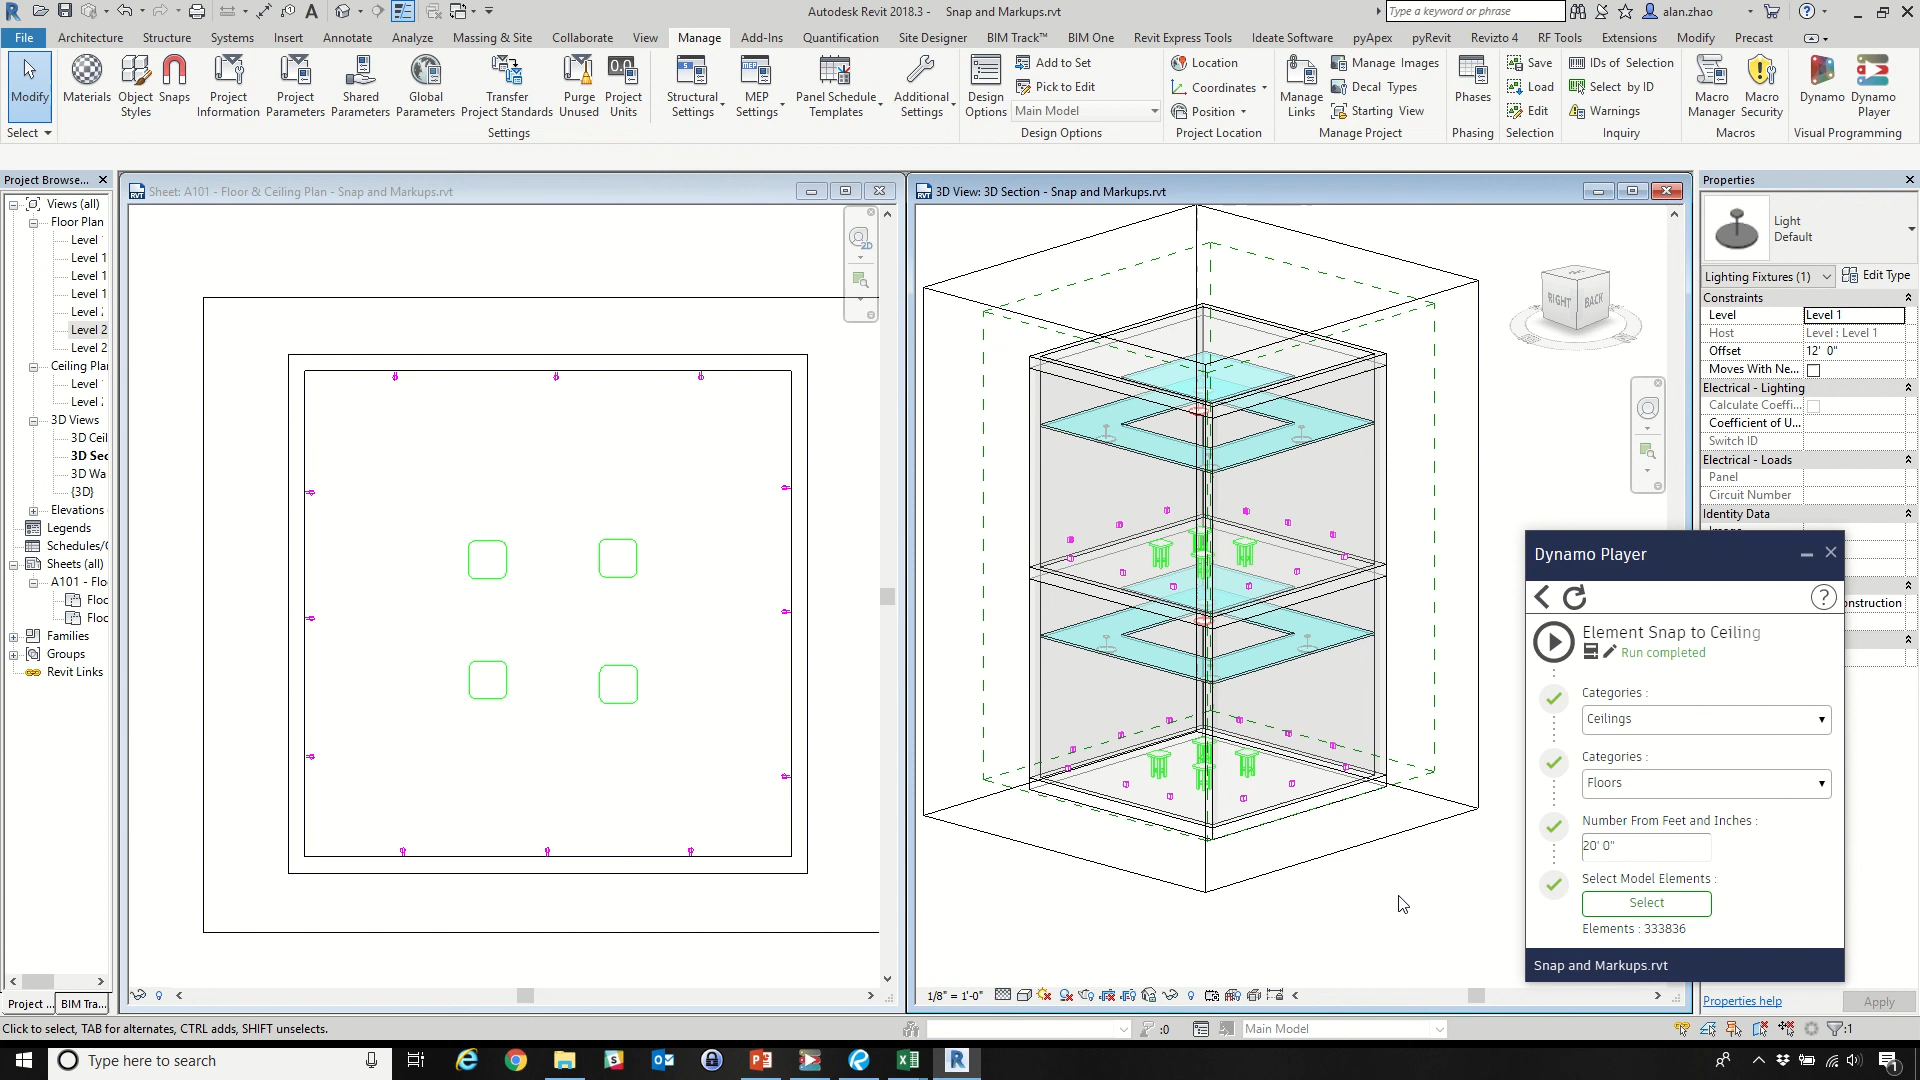 Autodesk Revit 2018.3 - Snap and Markups.rvt
Type a keyword or phrase
alan.zhao
File Architecture Structure Systems Insert Annotate Analyze Massing & Site Collaborate View Manage Add-Ins Quantification Site Designer BIM Track™ BIM One Revit Express Tools Ideate Software pyApex pyRevit Revizto 4 RF Tools Extensions Modify Precast
Modify
Select
Materials
Object Styles
Snaps
Project Information
Project Parameters
Shared Parameters
Global Parameters
Transfer Project Standards
Purge Unused
Project Units
Settings
Structural Settings
MEP Settings
Panel Schedule Templates
Additional Settings
Design Options
Add to Set
Pick to Edit
Main Model
Design Options
Location
Coordinates
Position
Project Location
Manage Links
Manage Images
Decal Types
Starting View
Manage Project
Phases
Phasing
Save
Load
Edit
Selection
IDs of Selection
Select by ID
Warnings
Inquiry
Macro Manager
Macro Security
Macros
Dynamo
Dynamo Player
Visual Programming
Project Browse...
Views (all)
Floor Plan
Level
Level 1
Level 1
Level 1
Level
Level 2
Level 2
Ceiling Pla
Level
Level
3D Views
3D Ceil
3D Sec
3D Wa
{3D}
Elevations
Legends
Schedules/
Sheets (all)
A101 - Flo
Floc
Floc
Families
Groups
Revit Links
Project ...
BIM Tra...
Sheet: A101 - Floor & Ceiling Plan - Snap and Markups.rvt
2D
3D View: 3D Section - Snap and Markups.rvt
RIGHT
BACK
1/8" = 1'-0"
Properties
Light
Default
Lighting Fixtures (1)
Edit Type
Constraints
Level Level 1
Host Level : Level 1
Offset 12' 0"
Moves With Ne...
Electrical - Lighting
Calculate Coeffi...
Coefficient of U...
Switch ID
Electrical - Loads
Panel
Circuit Number
Identity Data
onstruction
Properties help
Apply
Dynamo Player
?
Element Snap to Ceiling
Run completed
Categories :
Ceilings
Categories :
Floors
Number From Feet and Inches :
20' 0"
Select Model Elements :
Select
Elements : 333836
Snap and Markups.rvt
Click to select, TAB for alternates, CTRL adds, SHIFT unselects.
:0
Main Model
:1
Type here to search